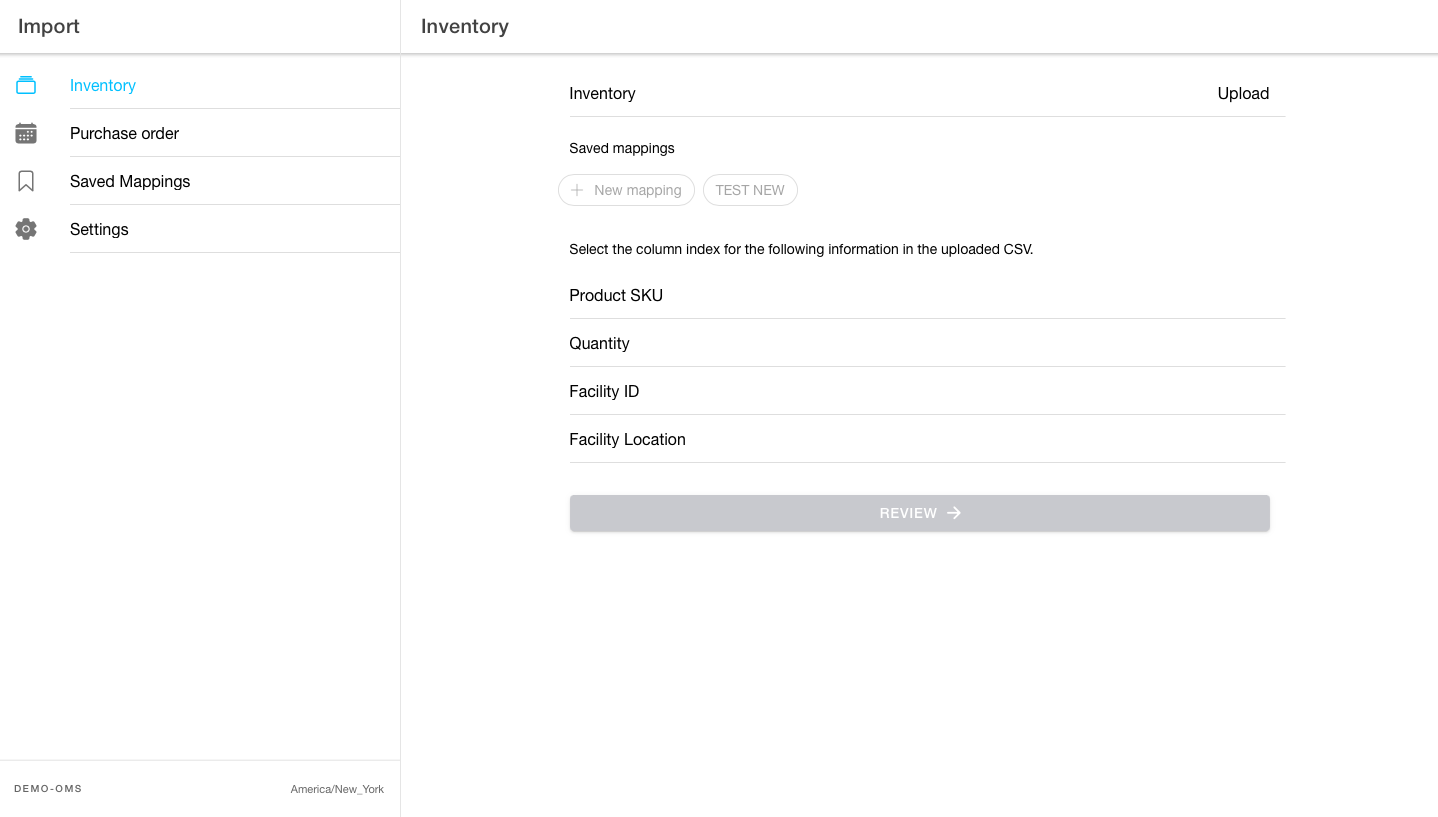 Import
Inventory
Purchase order
Saved Mappings
Settings
DEMO-OMS
America/New_York
Inventory
Inventory
Upload
Saved mappings
New mapping
TEST NEW
Select the column index for the following information in the uploaded CSV.
Product SKU
Quantity
Facility ID
Facility Location
REVIEW